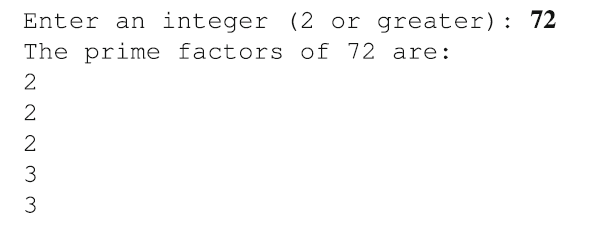 Enter an integer (2 or greater): 72
The prime factors of 72 are:
2
2
2
3
3